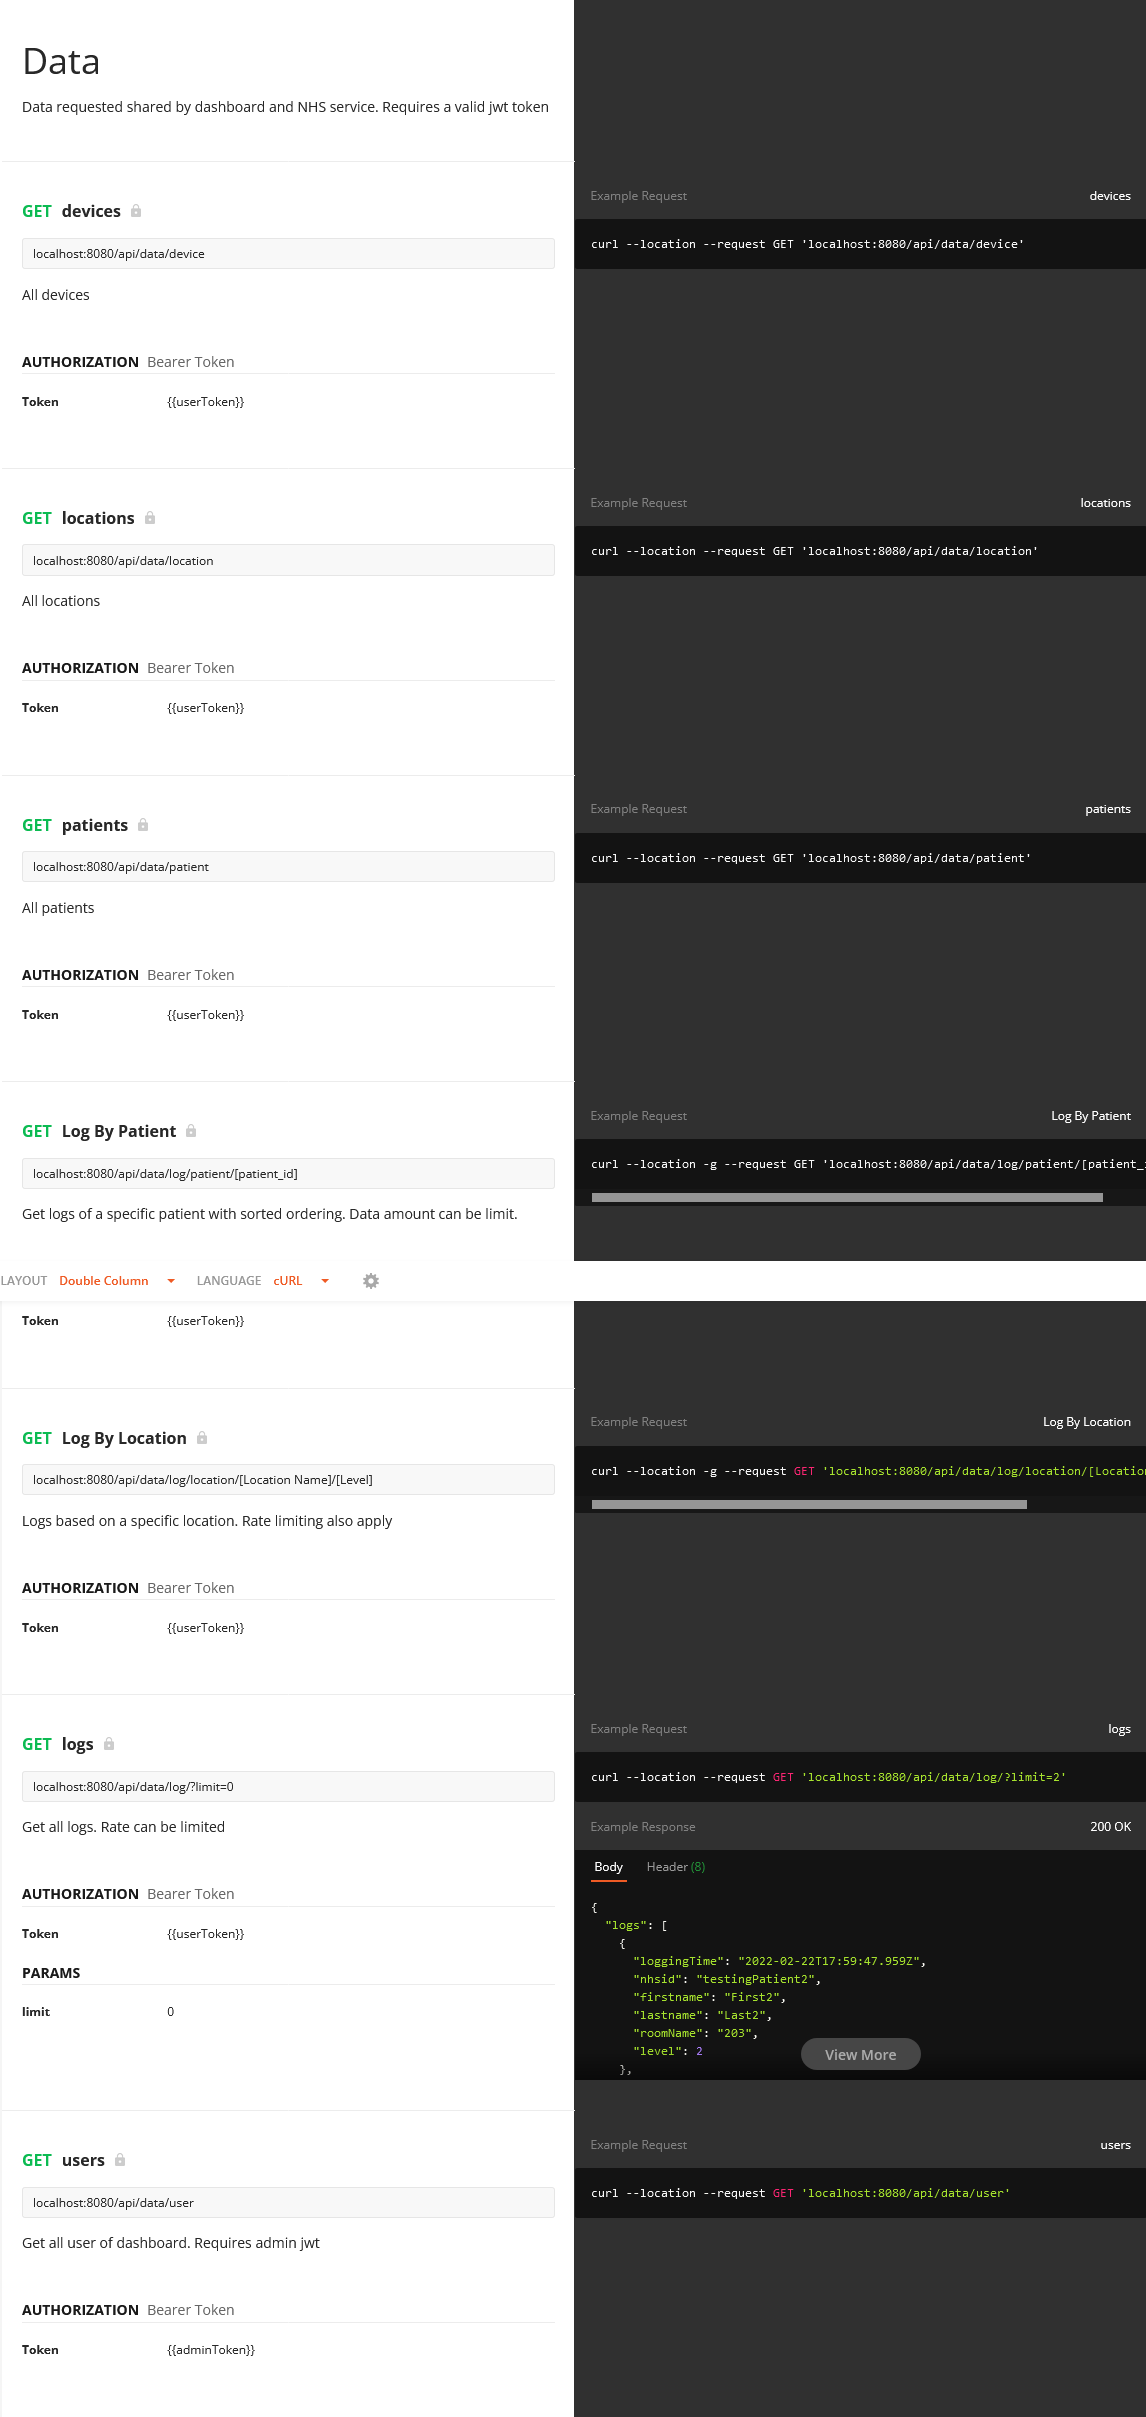 Data
Data requested shared by dashboard and NHS service. Requires a valid jwt token
GET devices
localhost:8080/api/data/device
All devices
AUTHORIZATION Bearer Token
Token {{userToken}}
Example Request devices
curl --location --request GET 'localhost:8080/api/data/device'
GET locations
localhost:8080/api/data/location
All locations
AUTHORIZATION Bearer Token
Token {{userToken}}
Example Request locations
curl --location --request GET 'localhost:8080/api/data/location'
GET patients
localhost:8080/api/data/patient
All patients
AUTHORIZATION Bearer Token
Token {{userToken}}
Example Request patients
curl --location --request GET 'localhost:8080/api/data/patient'
GET Log By Patient
localhost:8080/api/data/log/patient/[patient_id]
Get logs of a specific patient with sorted ordering. Data amount can be limit.
Example Request Log By Patient
curl --location -g --request GET 'localhost:8080/api/data/log/patient/[patient_
LAYOUT Double Column LANGUAGE cURL
Token {{userToken}}
GET Log By Location
localhost:8080/api/data/log/location/[Location Name]/[Level]
Logs based on a specific location. Rate limiting also apply
AUTHORIZATION Bearer Token
Token {{userToken}}
Example Request Log By Location
curl --location -g --request GET 'localhost:8080/api/data/log/location/[Location
GET logs
localhost:8080/api/data/log/?limit=0
Get all logs. Rate can be limited
AUTHORIZATION Bearer Token
Token {{userToken}}
PARAMS
limit 0
Example Request logs
curl --location --request GET 'localhost:8080/api/data/log/?limit=2'
Example Response 200 OK
Body Header (8)
{
"logs": [
{
"loggingTime": "2022-02-22T17:59:47.959Z",
"nhsid": "testingPatient2",
"firstname": "First2",
"lastname": "Last2",
"roomName": "203",
"level": 2
},
View More
GET users
localhost:8080/api/data/user
Get all user of dashboard. Requires admin jwt
AUTHORIZATION Bearer Token
Token {{adminToken}}
Example Request users
curl --location --request GET 'localhost:8080/api/data/user'